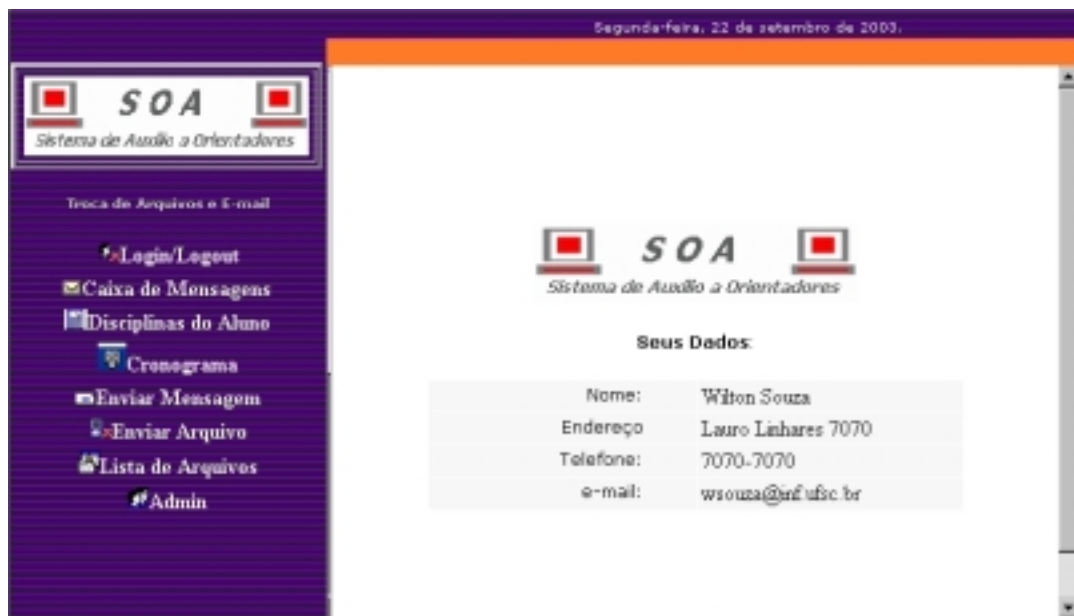 Segunda-feira, 22 de setembro de 2003.
SOA
Sistema de Auxílio a Orientadores
Troca de Arquivos e E-mail
Login/Logout
Caixa de Mensagens
Disciplinas do Aluno
Cronograma
Enviar Mensagem
Enviar Arquivo
Lista de Arquivos
Admin
SOA
Sistema de Auxílio a Orientadores
Seus Dados:
Nome: Wilton Souza
Endereço Lauro Linhares 7070
Telefone: 7070-7070
e-mail: wsouza@inf.ufsc.br